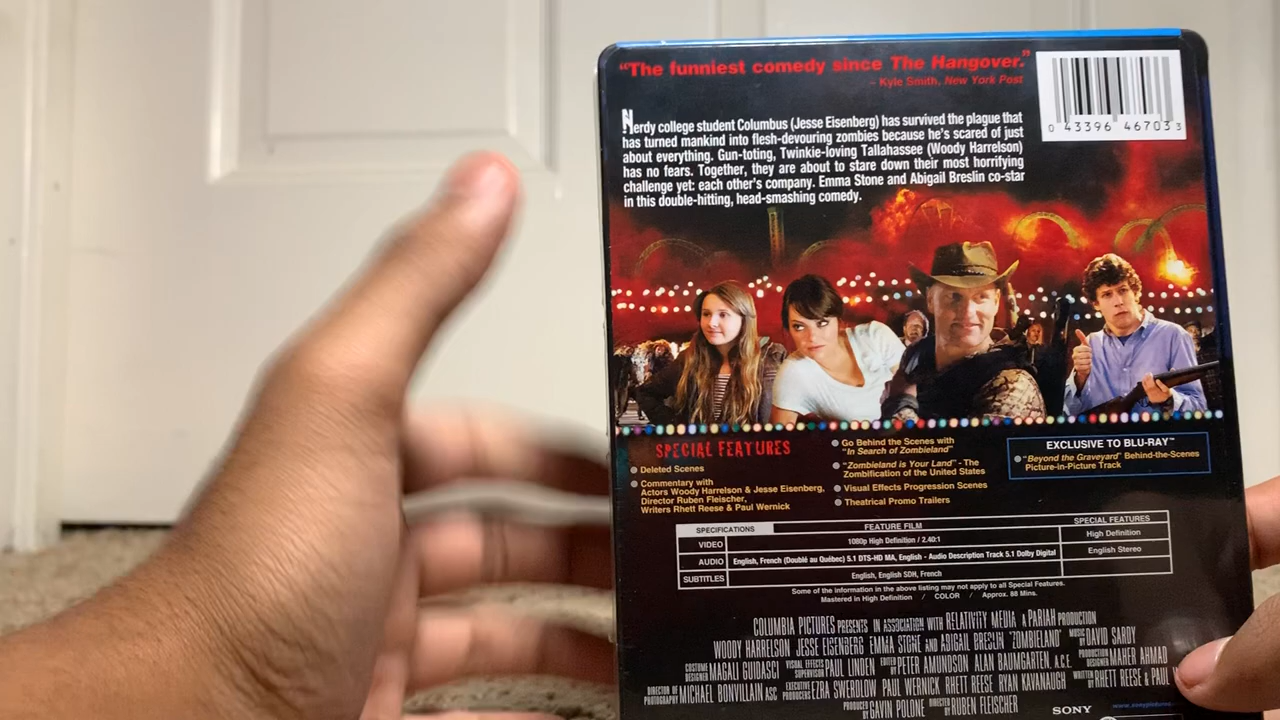 “The funniest comedy since The Hangover.”
– Kyle Smith, New York Post
0 43396 46703 3
Nerdy college student Columbus (Jesse Eisenberg) has survived the plague that
has turned mankind into flesh-devouring zombies because he's scared of just
about everything. Gun-toting, Twinkie-loving Tallahassee (Woody Harrelson)
has no fears. Together, they are about to stare down their most horrifying
challenge yet: each other's company. Emma Stone and Abigail Breslin co-star
in this double-hitting, head-smashing comedy.
SPECIAL FEATURES
Deleted Scenes
Commentary with
Actors Woody Harrelson & Jesse Eisenberg,
Director Ruben Fleischer,
Writers Rhett Reese & Paul Wernick
Go Behind the Scenes with
“In Search of Zombieland”
“Zombieland is Your Land” - The
Zombification of the United States
Visual Effects Progression Scenes
Theatrical Promo Trailers
EXCLUSIVE TO BLU-RAY™
“Beyond the Graveyard” Behind-the-Scenes
Picture-in-Picture Track
SPECIFICATIONS FEATURE FILM SPECIAL FEATURES
VIDEO 1080p High Definition / 2.40:1 High Definition
AUDIO English, French (Doublé au Québec) 5.1 DTS-HD MA, English - Audio Description Track 5.1 Dolby Digital English Stereo
SUBTITLES English, English SDH, French
Some of the information in the above listing may not apply to all Special Features.
Mastered in High Definition / COLOR / Approx. 88 Mins.
COLUMBIA PICTURES PRESENTS IN ASSOCIATION WITH RELATIVITY MEDIA A PARIAH PRODUCTION
WOODY HARRELSON JESSE EISENBERG EMMA STONE AND ABIGAIL BRESLIN "ZOMBIELAND" MUSIC BY DAVID SARDY
COSTUME DESIGNER MAGALI GUIDASCI VISUAL EFFECTS SUPERVISOR PAUL LINDEN EDITED BY PETER AMUNDSON ALAN BAUMGARTEN, A.C.E. PRODUCTION DESIGNER MAHER AHMAD
DIRECTOR OF PHOTOGRAPHY MICHAEL BONVILLAIN ASC EXECUTIVE PRODUCERS EZRA SWERDLOW PAUL WERNICK RHETT REESE RYAN KAVANAUGH WRITTEN BY RHETT REESE & PAUL
PRODUCED BY GAVIN POLONE DIRECTED BY RUBEN FLEISCHER
SONY